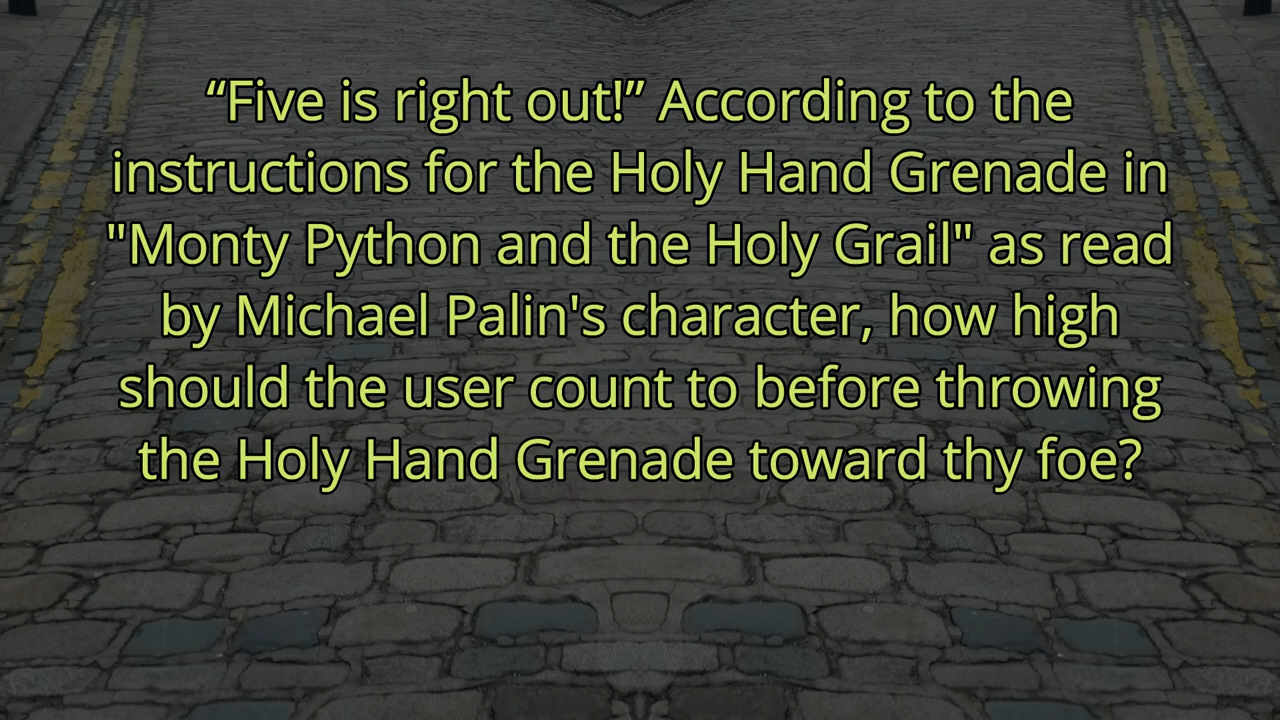 “Five is right out!” According to the
instructions for the Holy Hand Grenade in
"Monty Python and the Holy Grail" as read
by Michael Palin's character, how high
should the user count to before throwing
the Holy Hand Grenade toward thy foe?